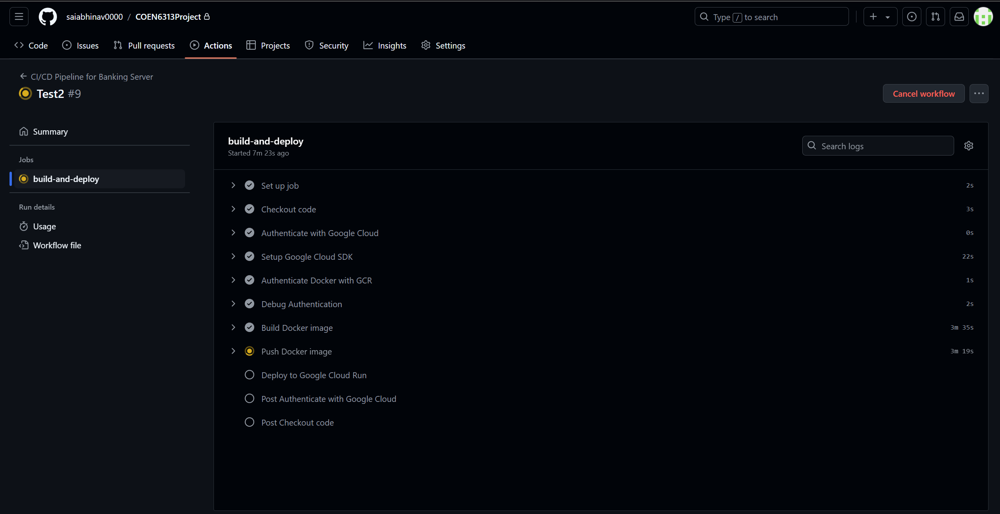 saiabhinav0000 / COEN6313Project
Type / to search
Code Issues Pull requests Actions Projects Security Insights Settings
CI/CD Pipeline for Banking Server
Test2 #9
Cancel workflow
Summary
Jobs
build-and-deploy
Run details
Usage
Workflow file
build-and-deploy
Started 7m 23s ago
Search logs
Set up job 2s
Checkout code 3s
Authenticate with Google Cloud 0s
Setup Google Cloud SDK 22s
Authenticate Docker with GCR 1s
Debug Authentication 2s
Build Docker image 3m 35s
Push Docker image 3m 19s
Deploy to Google Cloud Run
Post Authenticate with Google Cloud
Post Checkout code